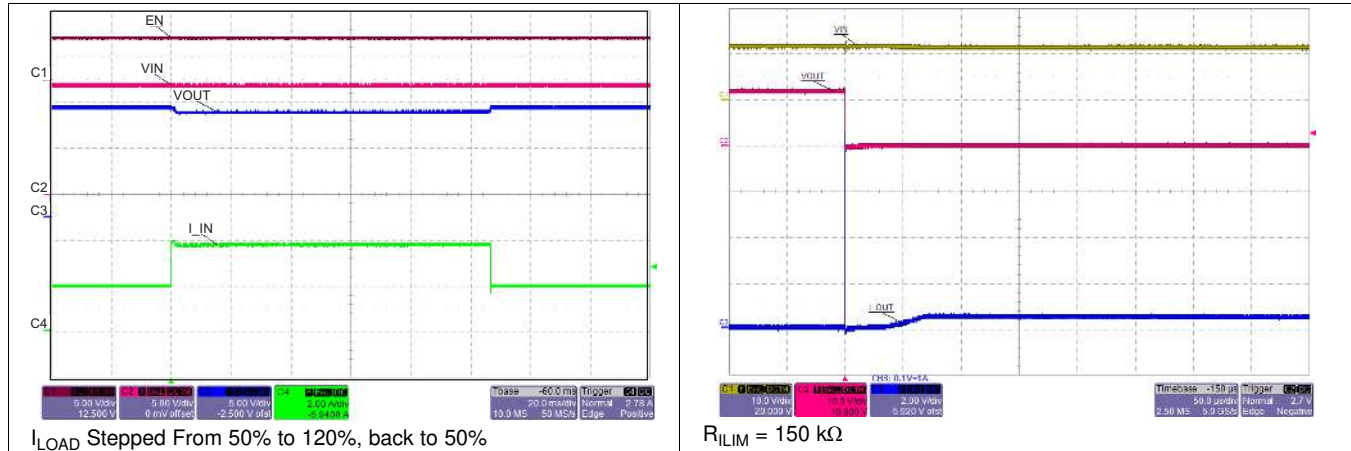 EN
C1
VIN
VOUT
C2
C3
I_IN
C4
C4
5.00 V/div
12.500 V
5.00 V/div
0 mV offset
5.00 V/div
-2.500 V ofst
2.00 A/div
-5.9400 A
Tbase -60.0 ms
20.0 ms/div
10.0 MS 50 MS/s
Trigger
Normal 2.78 A
Edge Positive
I_LOAD Stepped From 50% to 120%, back to 50%
VIN
VOUT
I_OUT
CH3: 0.1V=1A
10.0 V/div
20.000 V
10.0 V/div
10.000 V
2.00 V/div
-5.920 V ofst
Timebase -150 µs
50.0 µs/div
2.50 MS 5.0 GS/s
Trigger
Normal 2.7 V
Edge Negative
R_ILIM = 150 kΩ